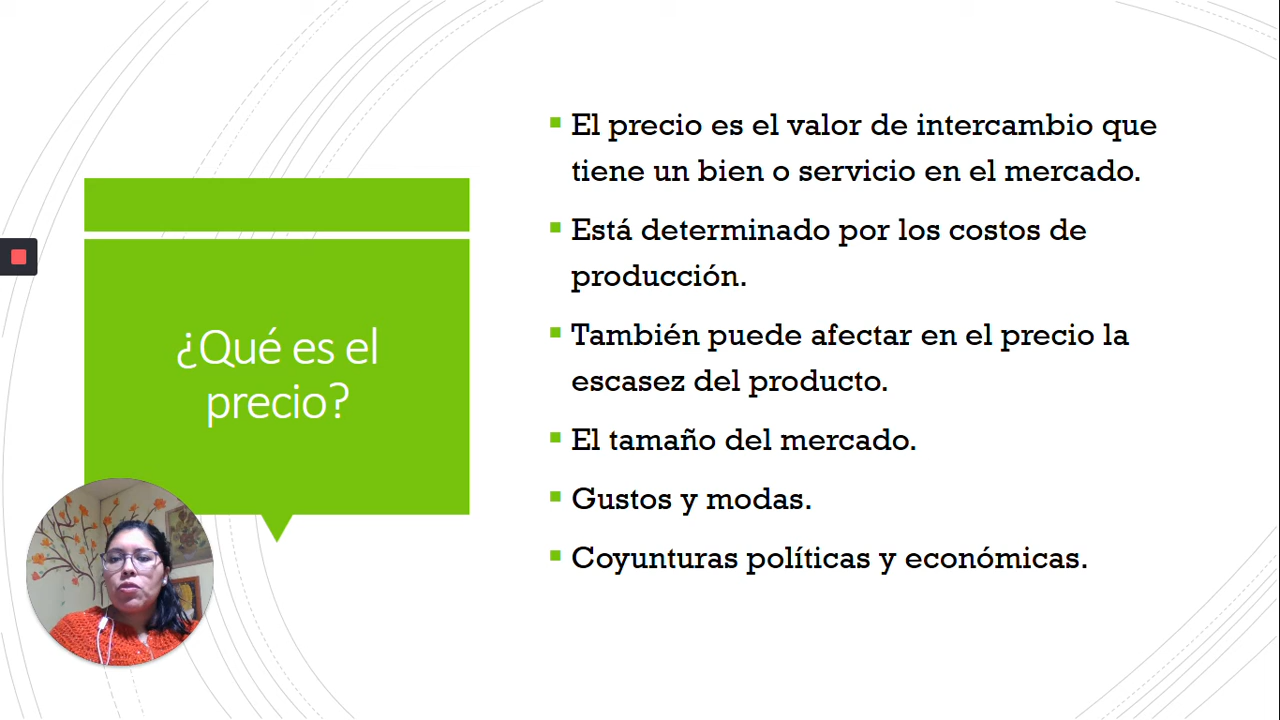 ¿Qué es el
precio?
El precio es el valor de intercambio que
tiene un bien o servicio en el mercado.
Está determinado por los costos de
producción.
También puede afectar en el precio la
escasez del producto.
El tamaño del mercado.
Gustos y modas.
Coyunturas políticas y económicas.